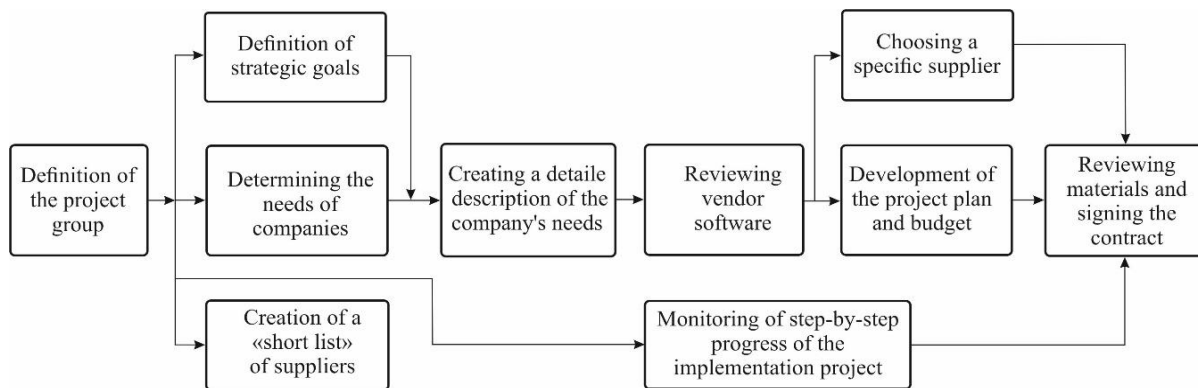 Definition of
the project
group
Definition of
strategic goals
Determining the
needs of
companies
Creation of a
«short list»
of suppliers
Creating a detaile
description of the
company's needs
Reviewing
vendor
software
Monitoring of step-by-step
progress of the
implementation project
Choosing a
specific supplier
Development of
the project plan
and budget
Reviewing
materials and
signing the
contract